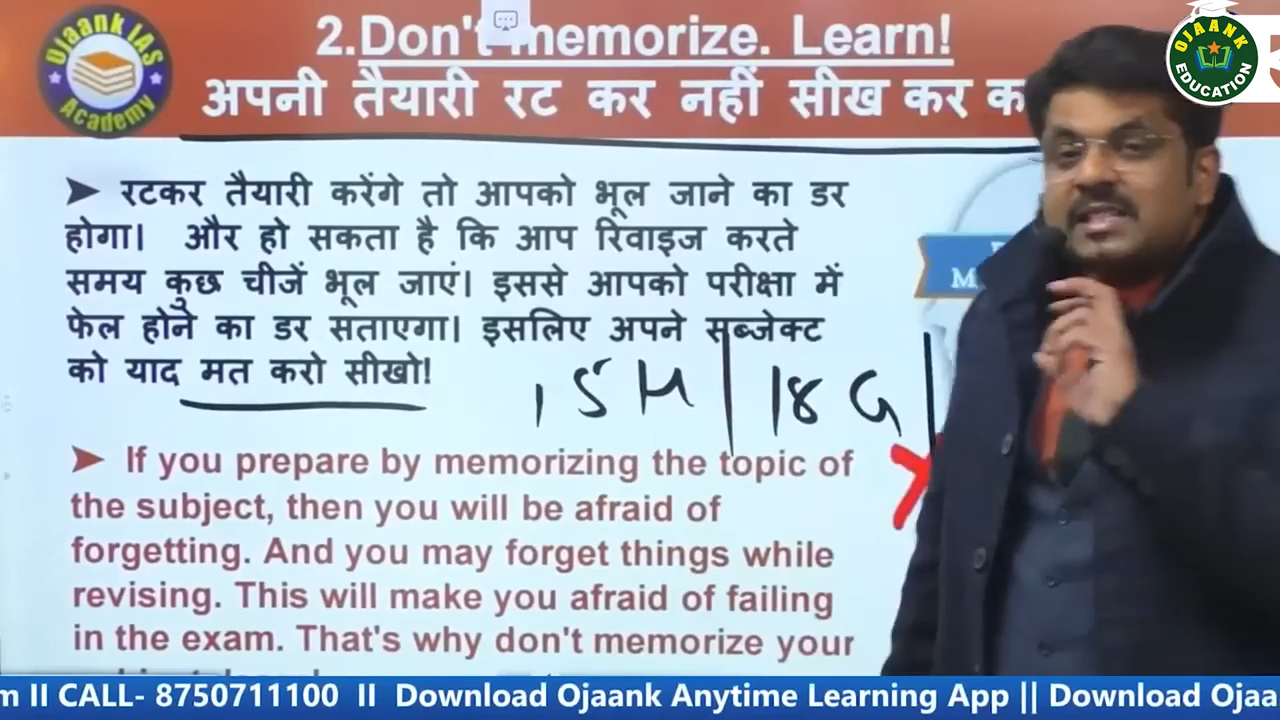 Ojaank IAS
Academy
2.Don't memorize. Learn!
अपनी तैयारी रट कर नहीं सीख कर
OJAANK
EDUCATION
➤ रटकर तैयारी करेंगे तो आपको भूल जाने का डर
होगा। और हो सकता है कि आप रिवाइज करते
समय कुछ चीजें भूल जाएं। इससे आपको परीक्षा में
फेल होने का डर सताएगा। इसलिए अपने सब्जेक्ट
को याद मत करो सीखो!
15 M | 18 G
➤ If you prepare by memorizing the topic of
the subject, then you will be afraid of
forgetting. And you may forget things while
revising. This will make you afraid of failing
in the exam. That's why don't memorize your
II CALL- 8750711100 II Download Ojaank Anytime Learning App || Download